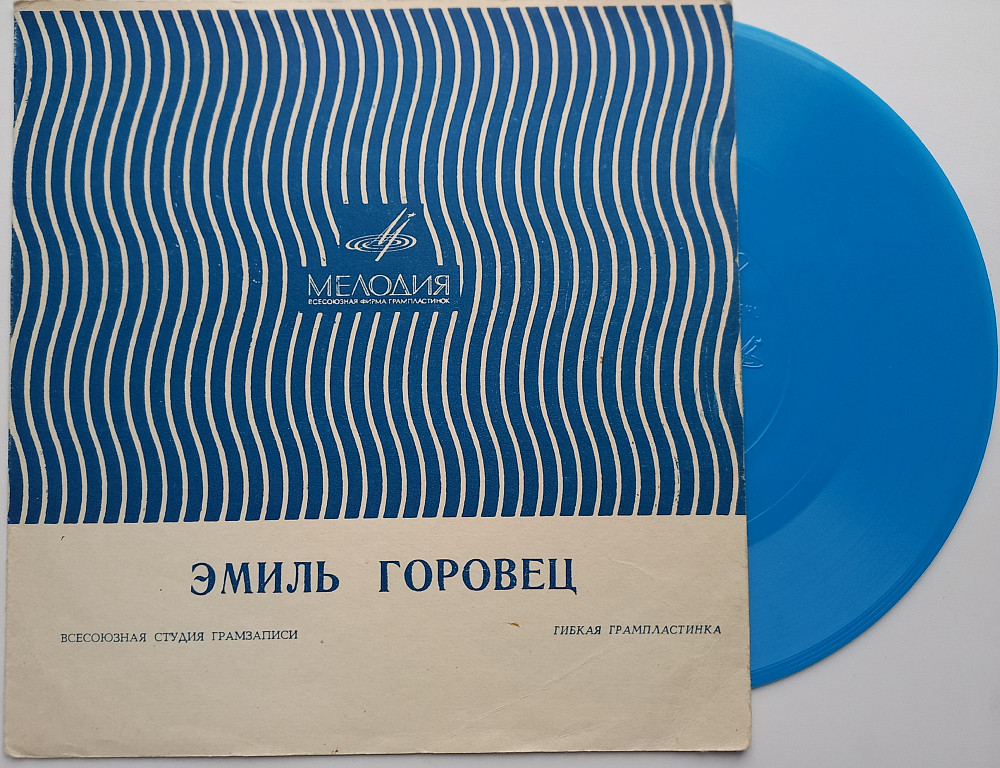 МЕЛОДИЯ
ВСЕСОЮЗНАЯ ФИРМА ГРАМПЛАСТИНОК
ЭМИЛЬ ГОРОВЕЦ
ВСЕСОЮЗНАЯ СТУДИЯ ГРАМЗАПИСИ
ГИБКАЯ ГРАМПЛАСТИНКА